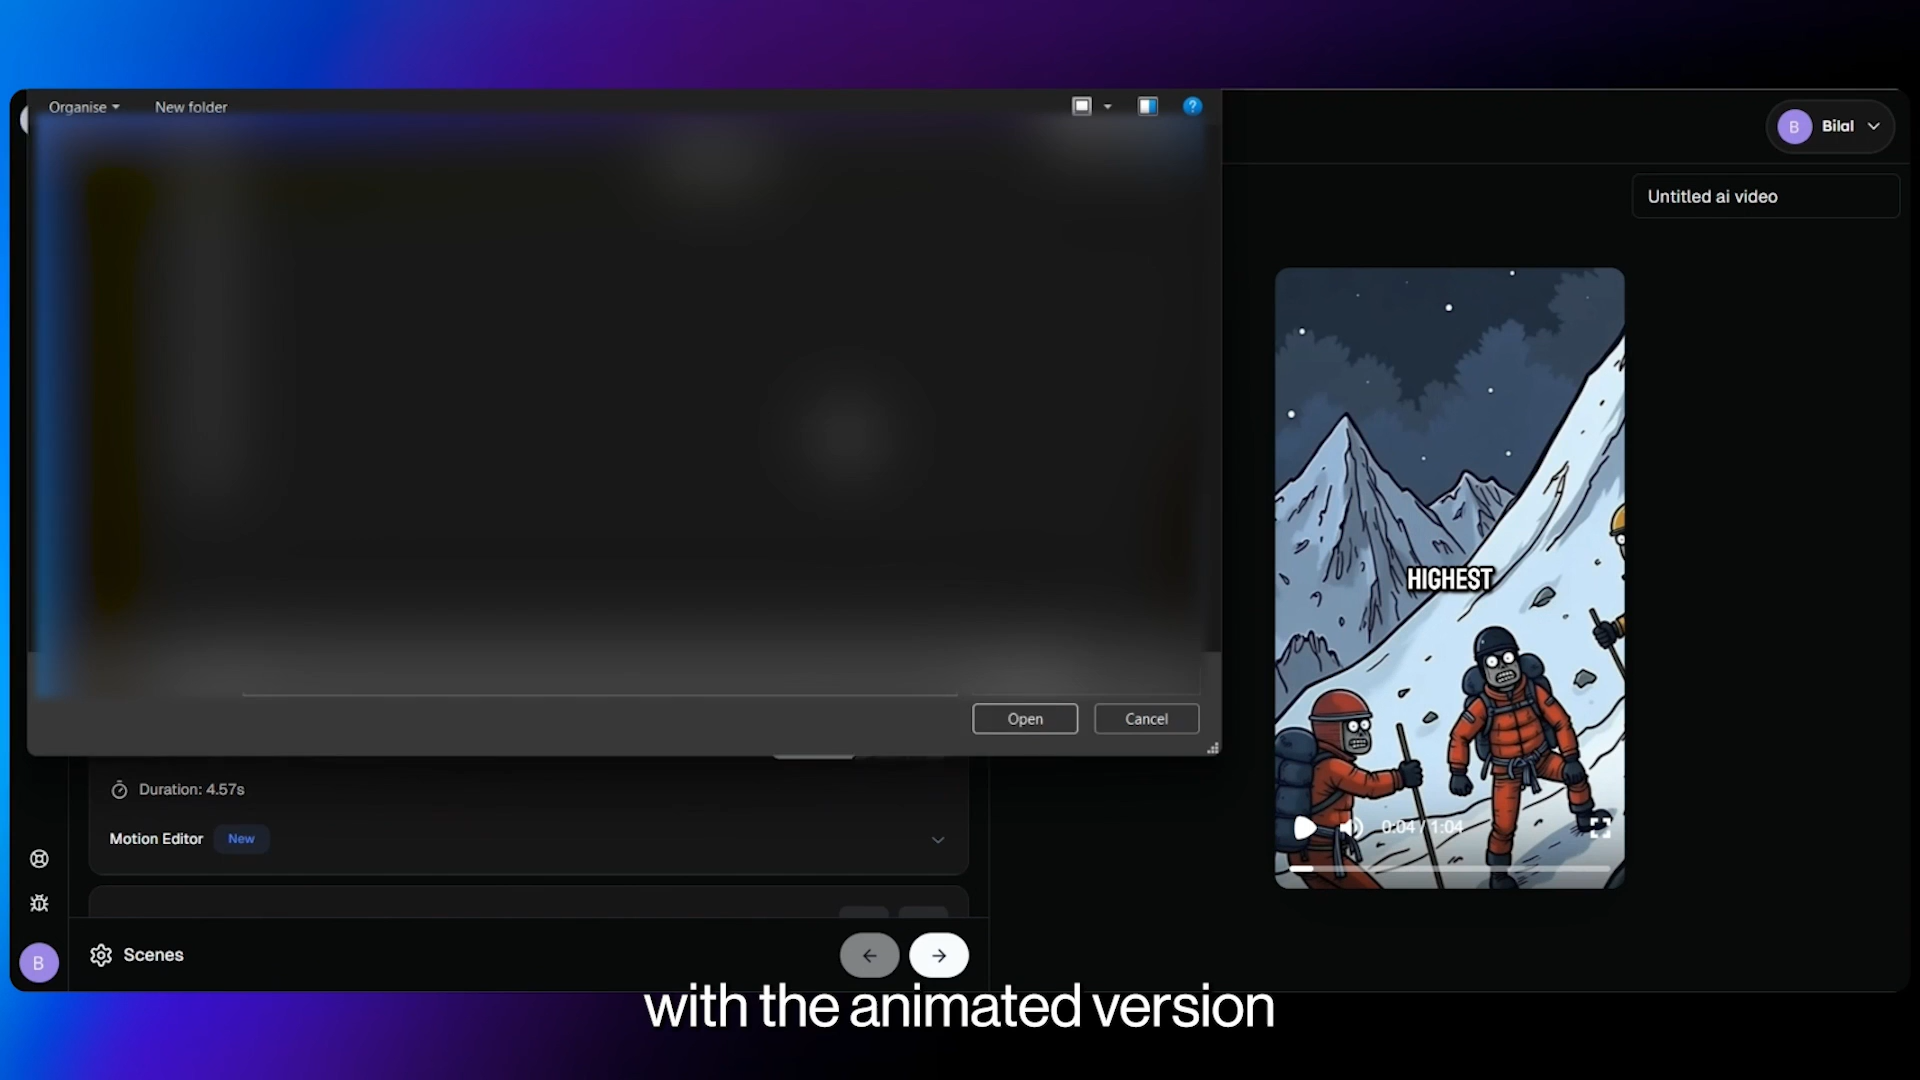 Organise
New folder
?
B
Bilal
Untitled ai video
HIGHEST
Open
Cancel
Duration: 4.57s
Motion Editor
New
0:04 / 1:04
B
Scenes
with the animated version